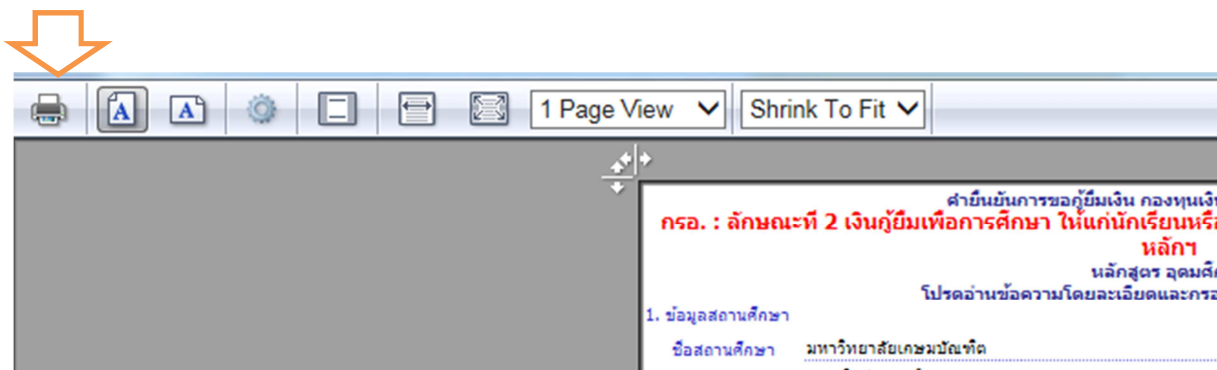 A A 1 Page View Shrink To Fit
คำยืนยันการขอกู้ยืมเงิน กองทุนเงิ
กรอ. : ลักษณะที่ 2 เงินกู้ยืมเพื่อการศึกษา ให้แก่นักเรียนหรือ
หลักฯ
หลักสูตร อุดมศึ
โปรดอ่านข้อความโดยละเอียดและกรอ
1. ข้อมูลสถานศึกษา
ชื่อสถานศึกษา มหาวิทยาลัยเกษมบัณฑิต